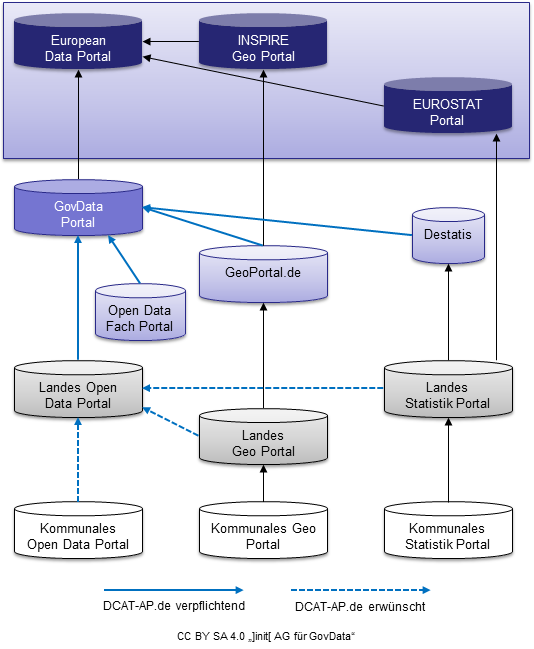 European
Data Portal
INSPIRE
Geo Portal
EUROSTAT
Portal
GovData
Portal
Destatis
GeoPortal.de
Open Data
Fach Portal
Landes Open
Data Portal
Landes
Statistik Portal
Landes
Geo Portal
Kommunales
Open Data Portal
Kommunales Geo
Portal
Kommunales
Statistik Portal
DCAT-AP.de verpflichtend
DCAT-AP.de erwünscht
CC BY SA 4.0 „]init[ AG für GovData“